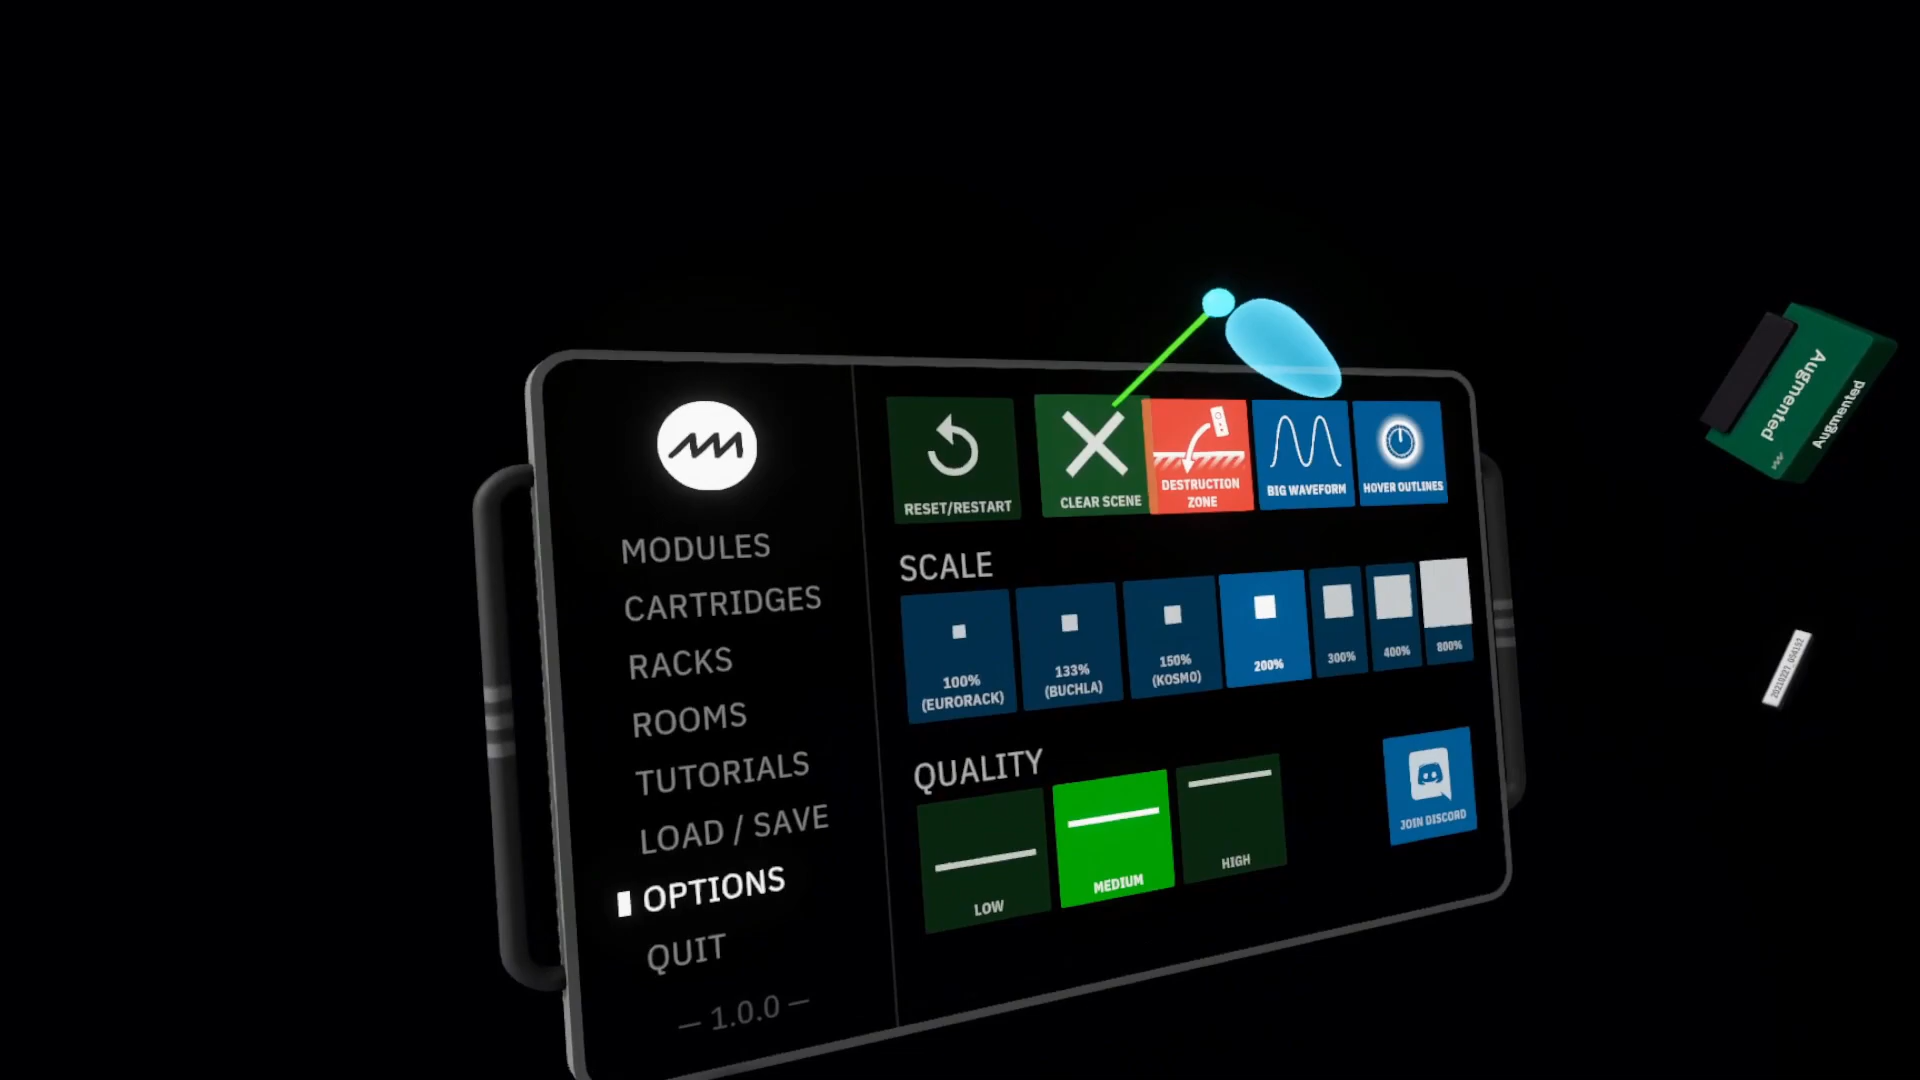 RESET/RESTART
CLEAR SCENE
DESTRUCTION
ZONE
BIG WAVEFORM
HOVER OUTLINES
MODULES
CARTRIDGES
RACKS
ROOMS
TUTORIALS
LOAD / SAVE
OPTIONS
QUIT
— 1.0.0 —
SCALE
100%
(EURORACK)
133%
(BUCHLA)
150%
(KOSMO)
200%
300%
400%
800%
QUALITY
LOW
MEDIUM
HIGH
JOIN DISCORD
Augmented
Augmented